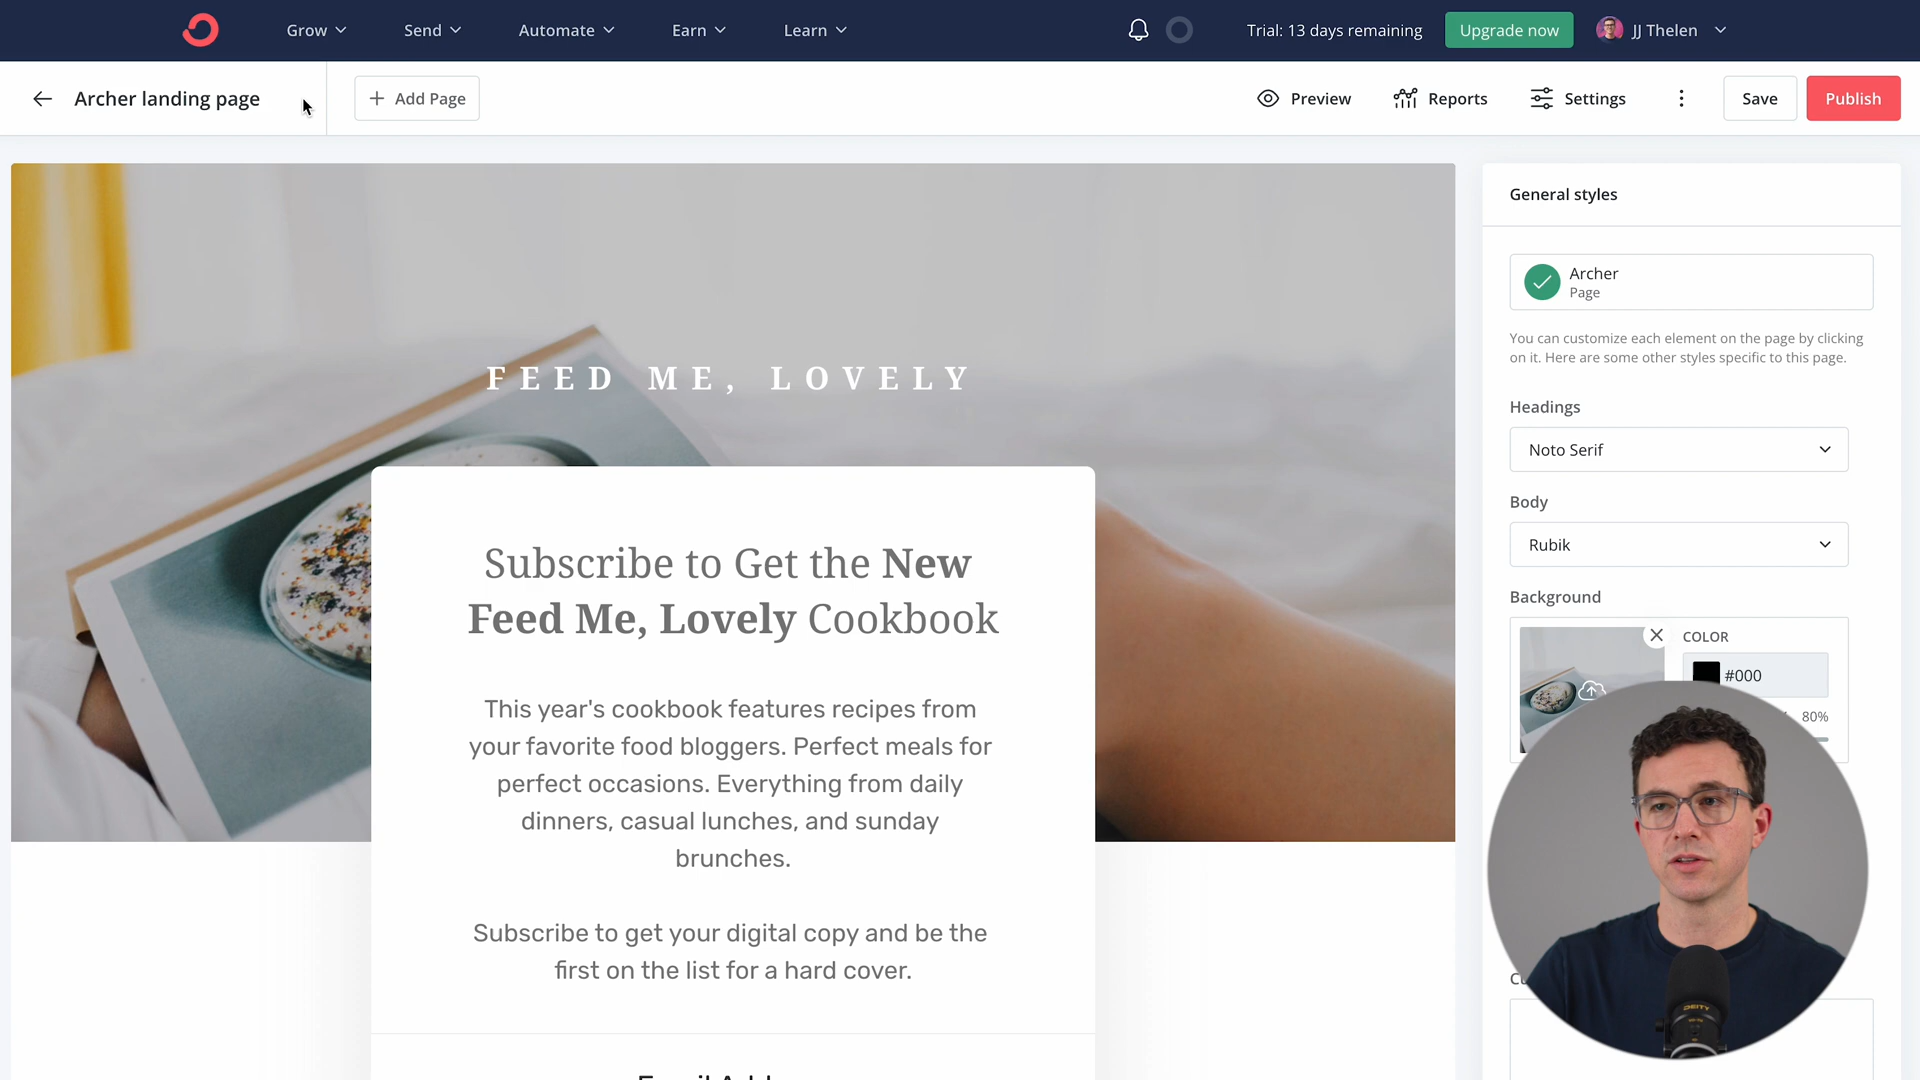 Grow
Send
Automate
Earn
Learn
Trial: 13 days remaining
Upgrade now
JJ Thelen
Archer landing page
Add Page
Preview
Reports
Settings
Save
Publish
FEED ME, LOVELY
Subscribe to Get the New
Feed Me, Lovely Cookbook
This year's cookbook features recipes from
your favorite food bloggers. Perfect meals for
perfect occasions. Everything from daily
dinners, casual lunches, and sunday
brunches.
Subscribe to get your digital copy and be the
first on the list for a hard cover.
General styles
Archer
Page
You can customize each element on the page by clicking
on it. Here are some other styles specific to this page.
Headings
Noto Serif
Body
Rubik
Background
COLOR
#000
80%
DEITY